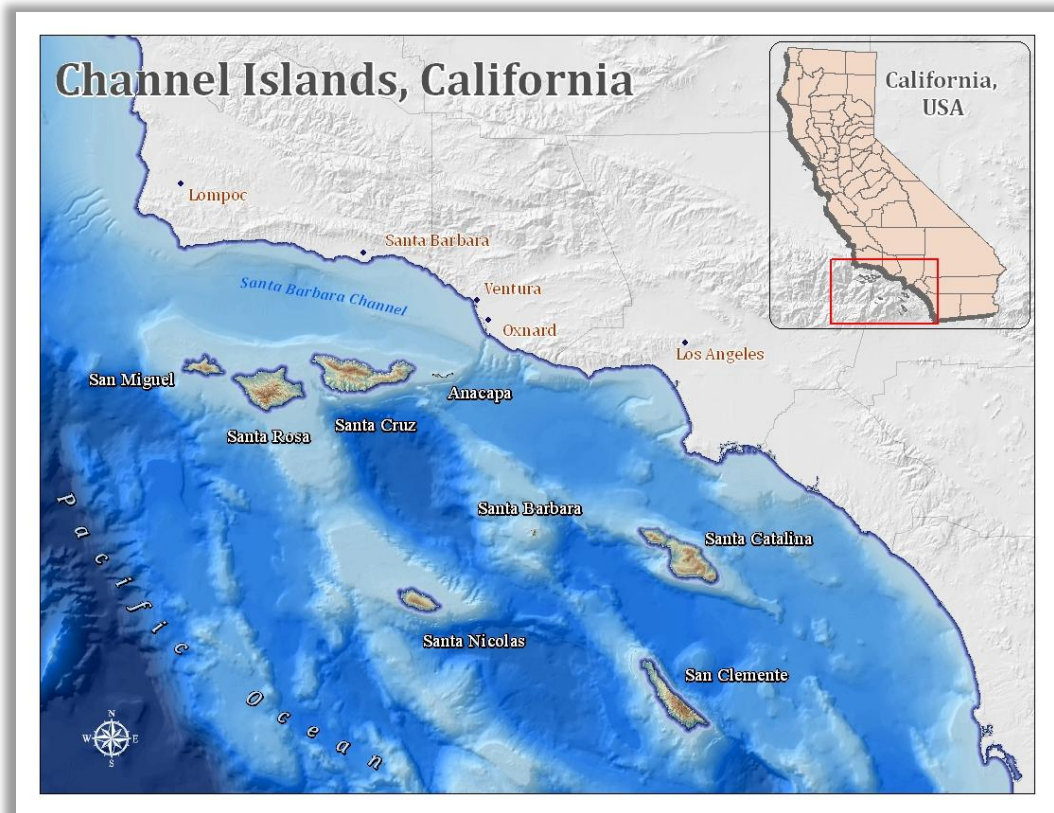 Channel Islands, California
California,
USA
Lompoc
Santa Barbara
Santa Barbara Channel
Ventura
Oxnard
Los Angeles
San Miguel
Anacapa
Santa Rosa
Santa Cruz
Santa Barbara
Santa Catalina
Pacific Ocean
Santa Nicolas
San Clemente
N
W E
S